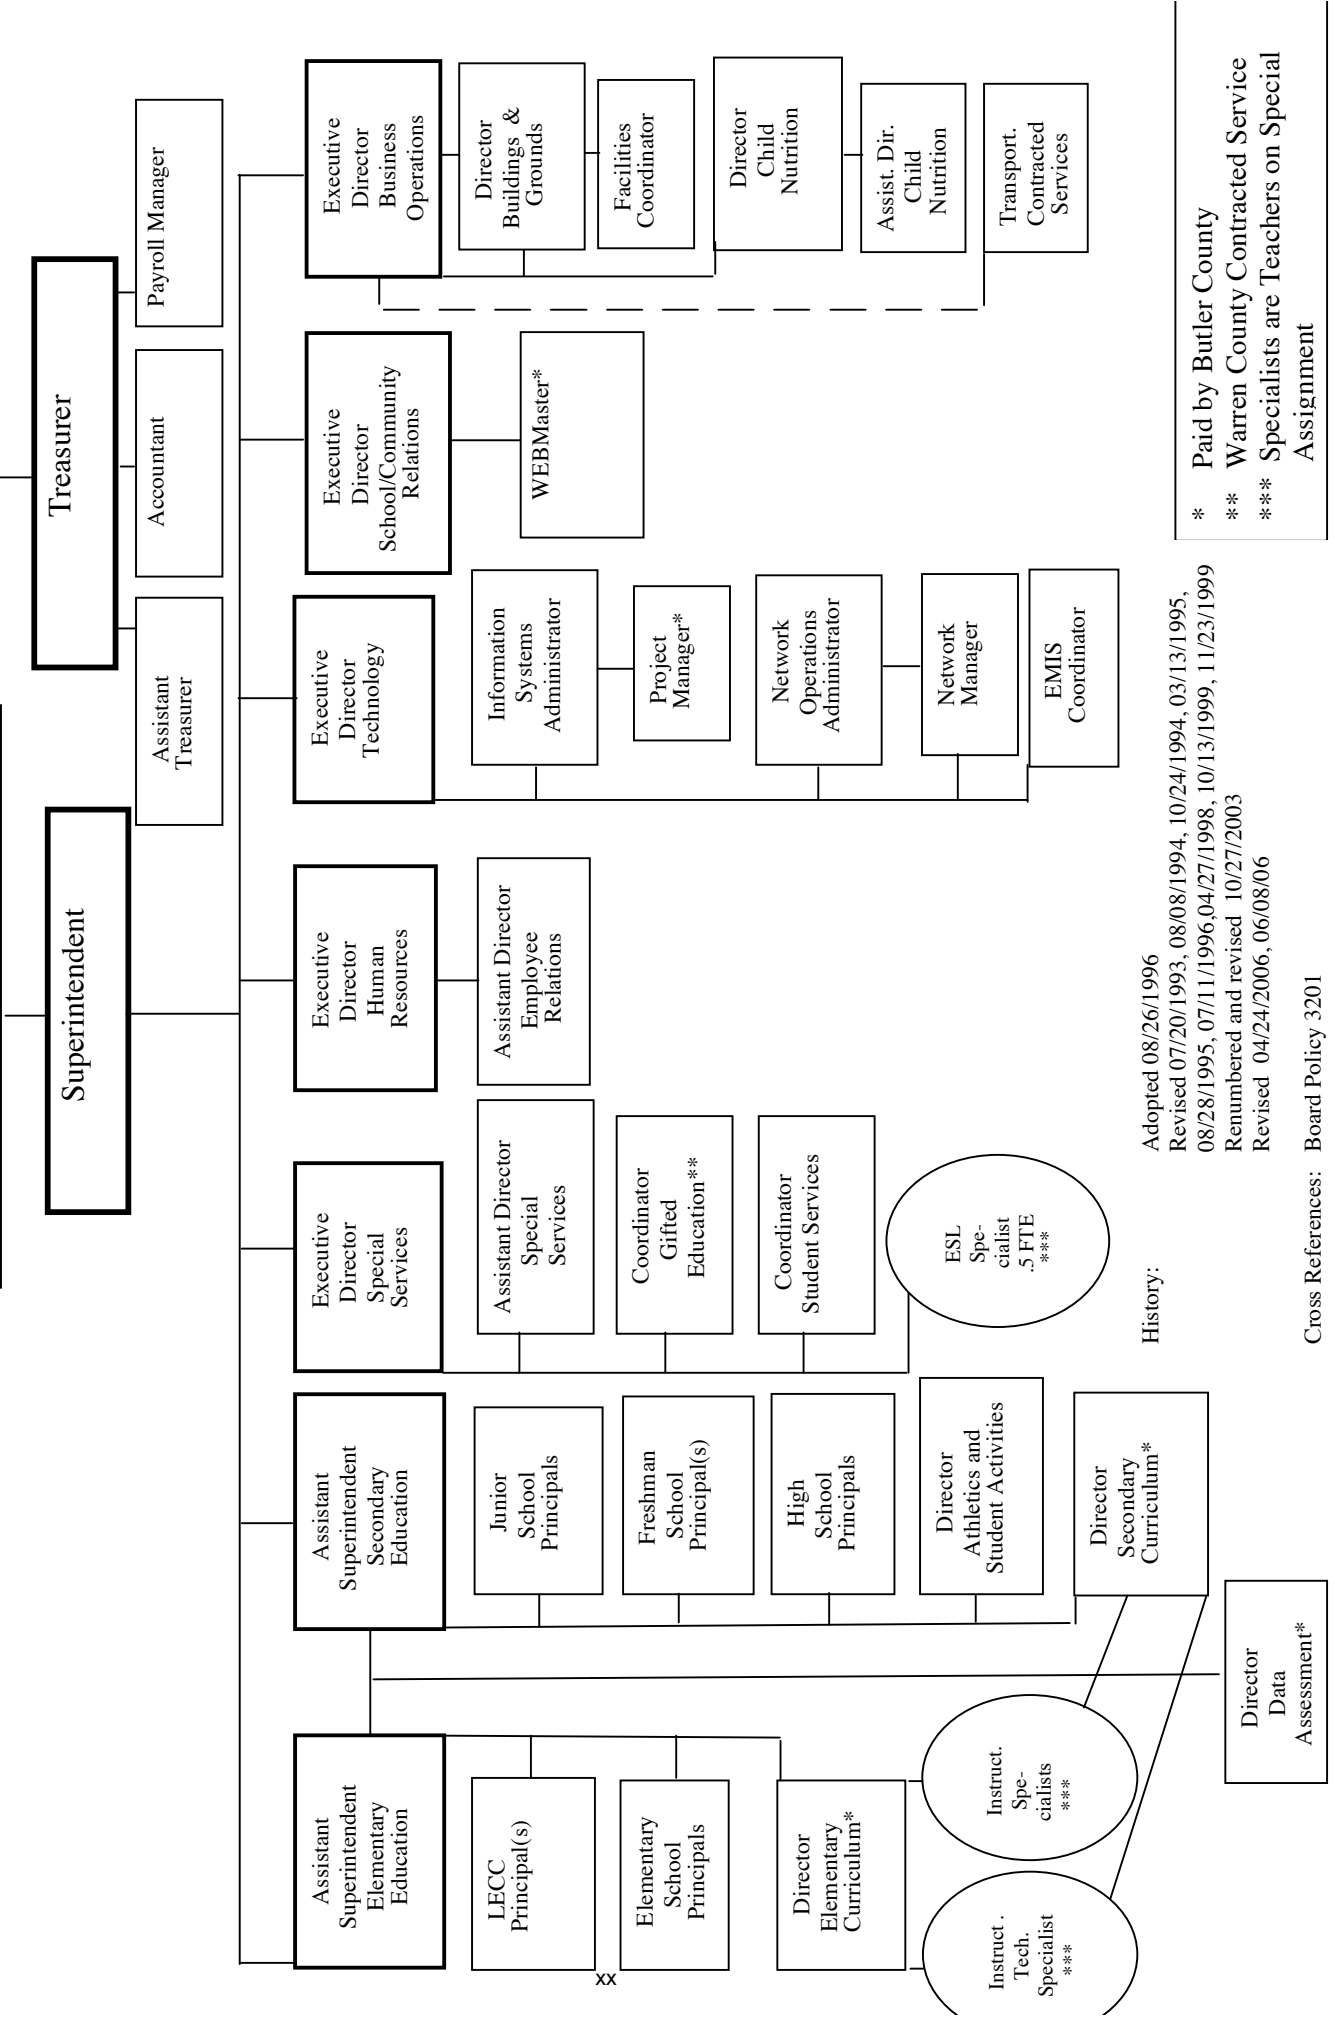 Treasurer
Superintendent
Assistant
Treasurer
Accountant
Payroll Manager
Assistant
Superintendent
Elementary
Education
LECC
Principal(s)
Elementary
School
Principals
Director
Elementary
Curriculum*
Instruct .
Tech.
Specialist
***
Instruct.
Spe-
cialists
***
Assistant
Superintendent
Secondary
Education
Junior
School
Principals
Freshman
School
Principal(s)
High
School
Principals
Director
Athletics and
Student Activities
Director
Secondary
Curriculum*
Director
Data
Assessment*
Executive
Director
Special
Services
Assistant Director
Special
Services
Coordinator
Gifted
Education**
Coordinator
Student Services
ESL
Spe-
cialist
.5 FTE
***
Executive
Director
Human
Resources
Assistant Director
Employee
Relations
Executive
Director
Technology
Information
Systems
Administrator
Project
Manager*
Network
Operations
Administrator
Network
Manager
EMIS
Coordinator
Executive
Director
School/Community
Relations
WEBMaster*
Executive
Director
Business
Operations
Director
Buildings &
Grounds
Facilities
Coordinator
Director
Child
Nutrition
Assist. Dir.
Child
Nutrition
Transport.
Contracted
Services
History: Adopted 08/26/1996
Revised 07/20/1993, 08/08/1994, 10/24/1994, 03/13/1995,
08/28/1995, 07/11/1996,04/27/1998, 10/13/1999, 11/23/1999
Renumbered and revised 10/27/2003
Revised 04/24/2006, 06/08/06
Cross References: Board Policy 3201
* Paid by Butler County
** Warren County Contracted Service
*** Specialists are Teachers on Special
Assignment
xx